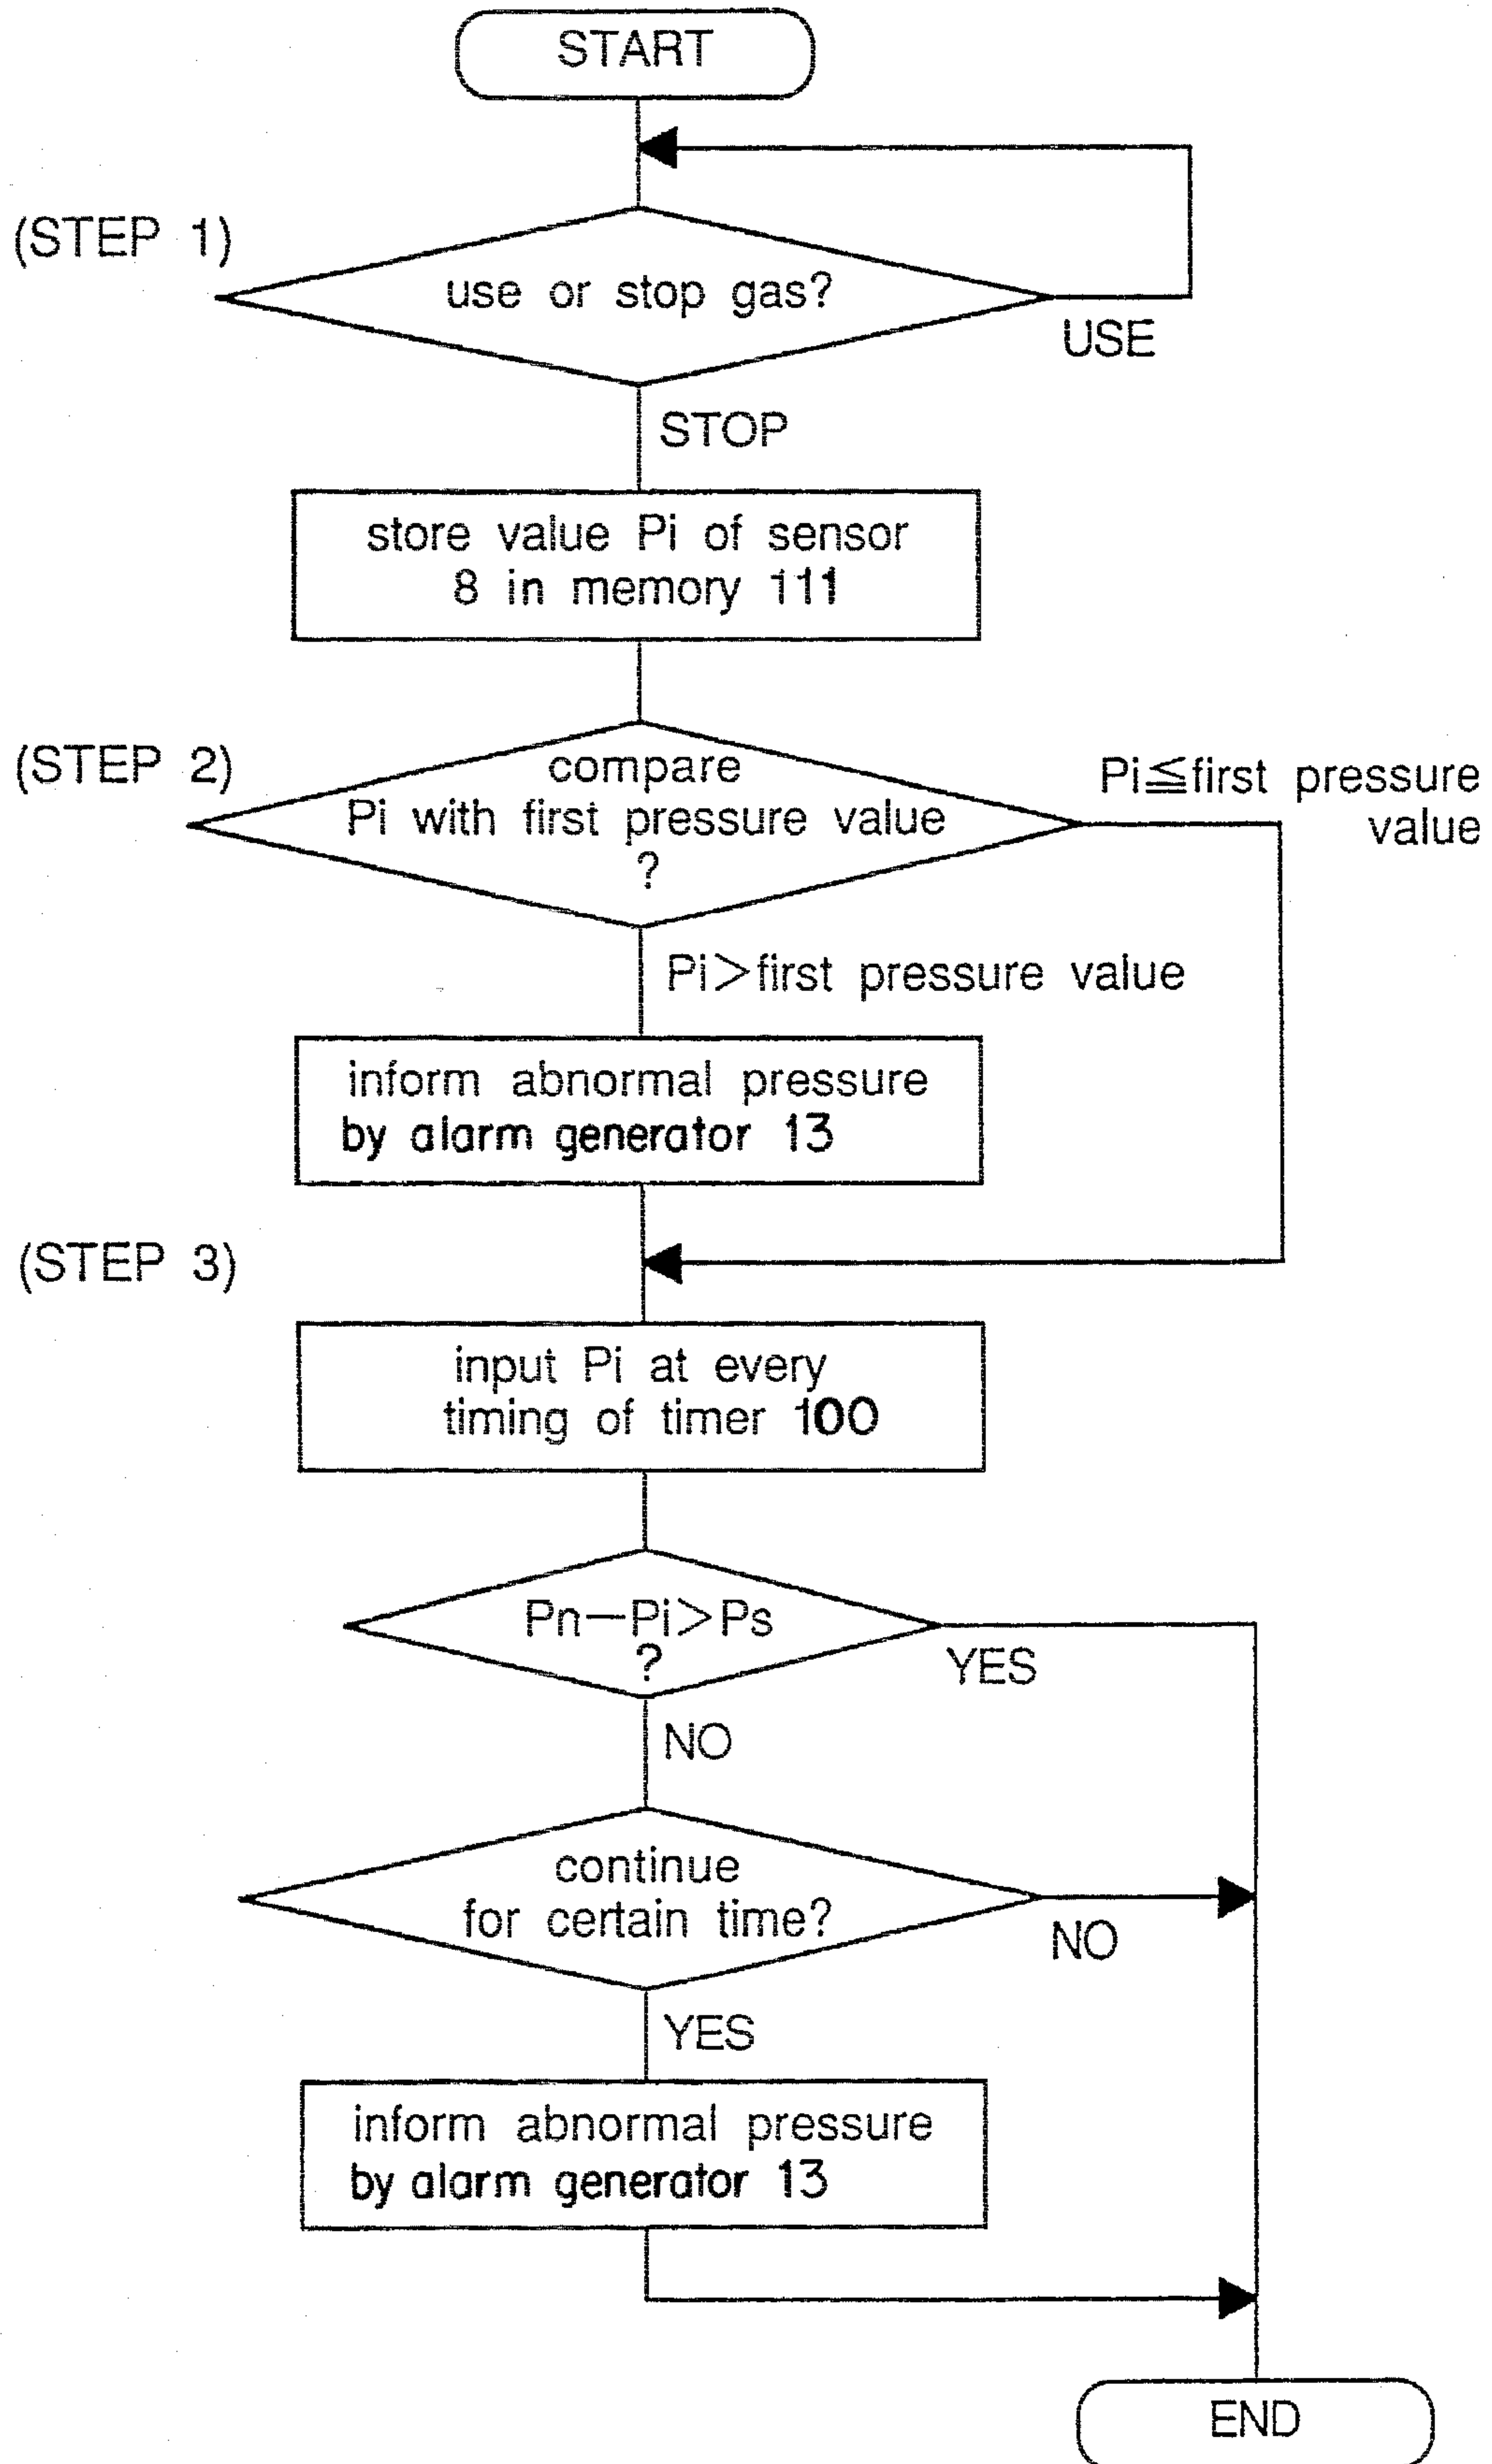 START
(STEP 1)
use or stop gas?
USE
STOP
store value Pi of sensor
8 in memory 111
(STEP 2)
compare
Pi with first pressure value
?
Pi≦first pressure
value
Pi>first pressure value
inform abnormal pressure
by alarm generator 13
(STEP 3)
input Pi at every
timing of timer 100
Pn−Pi>Ps
?
YES
NO
continue
for certain time?
NO
YES
inform abnormal pressure
by alarm generator 13
END